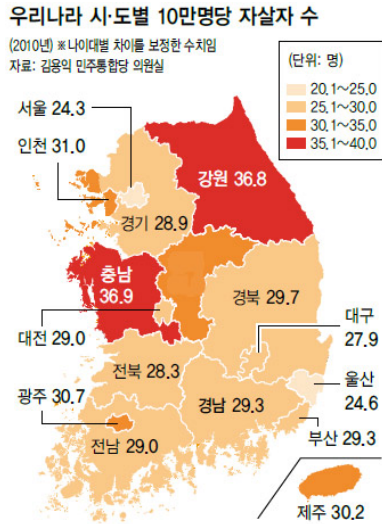 우리나라 시·도별 10만명당 자살자 수
(2010년) ※나이대별 차이를 보정한 수치임
자료: 김용익 민주통합당 의원실
(단위: 명)
20.1~25.0
25.1~30.0
30.1~35.0
35.1~40.0
서울 24.3
인천 31.0
강원 36.8
경기 28.9
충남
36.9
경북 29.7
대전 29.0
대구
27.9
전북 28.3
울산
24.6
광주 30.7
경남 29.3
전남 29.0
부산 29.3
제주 30.2